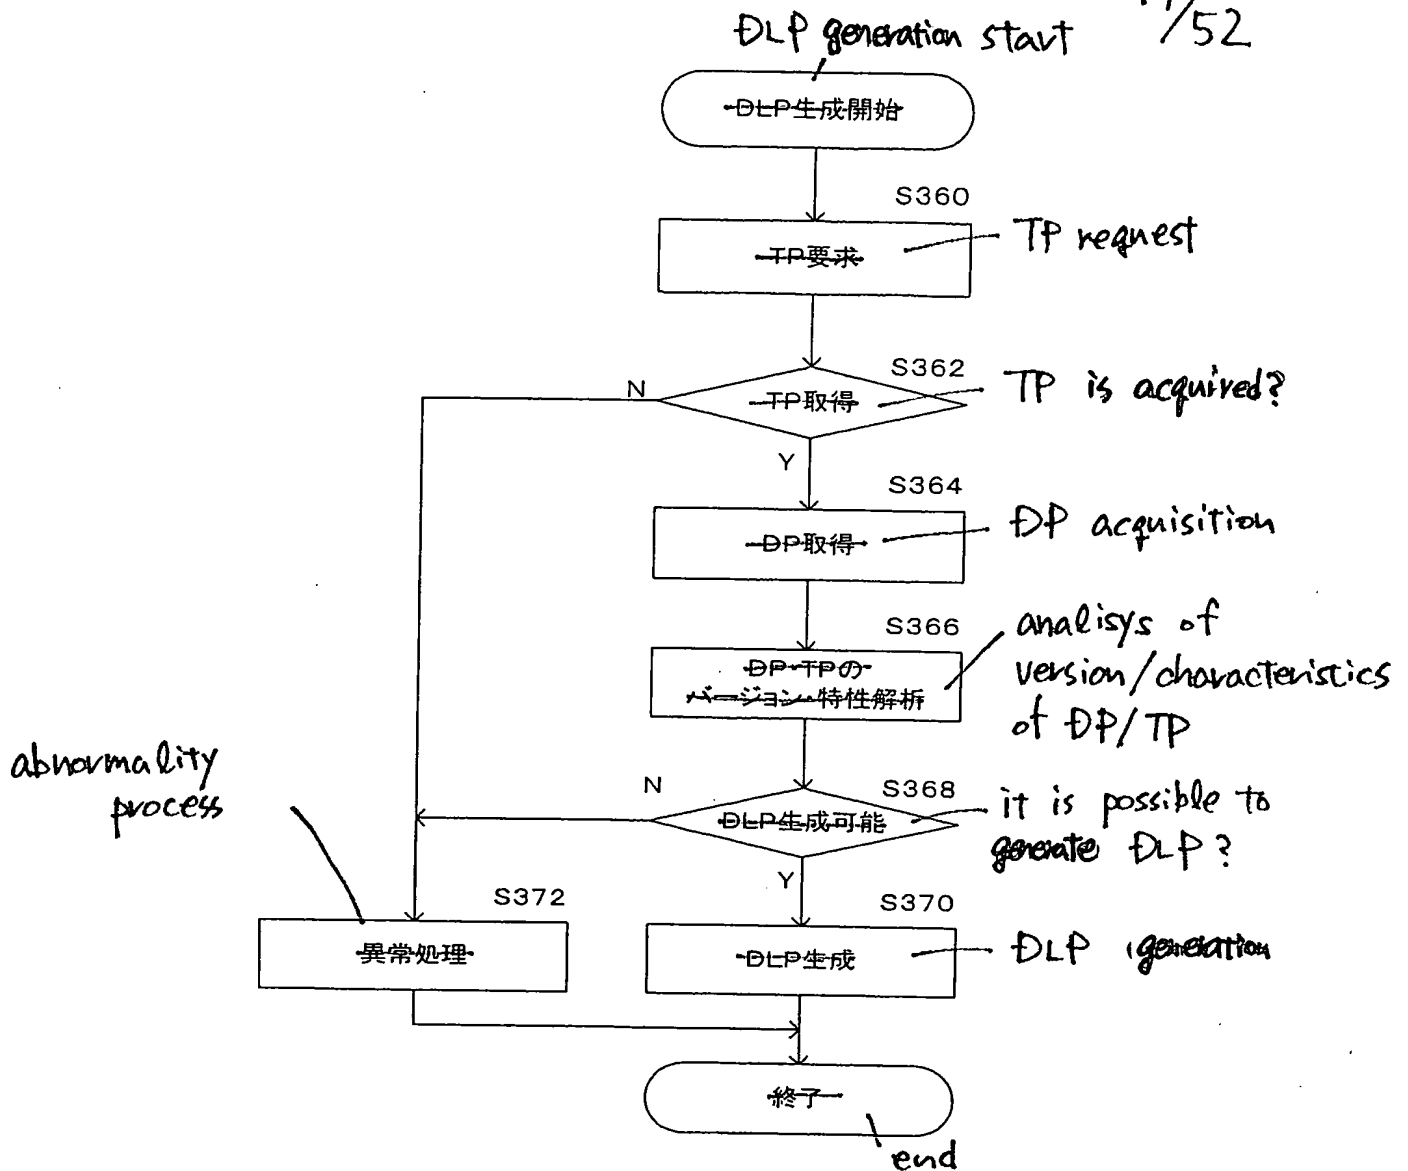 DLP generation start
/52
DLP生成開始
S360
TP要求
TP request
S362
N
TP取得
TP is acquired?
Y
S364
DP取得
DP acquisition
S366
DP・TPの
バージョン・特性解析
analisys of
version/characteristics
of DP/TP
abnormality
process
N
S368
DLP生成可能
it is possible to
generate DLP?
Y
S372
S370
異常処理
DLP生成
DLP generation
終了
end